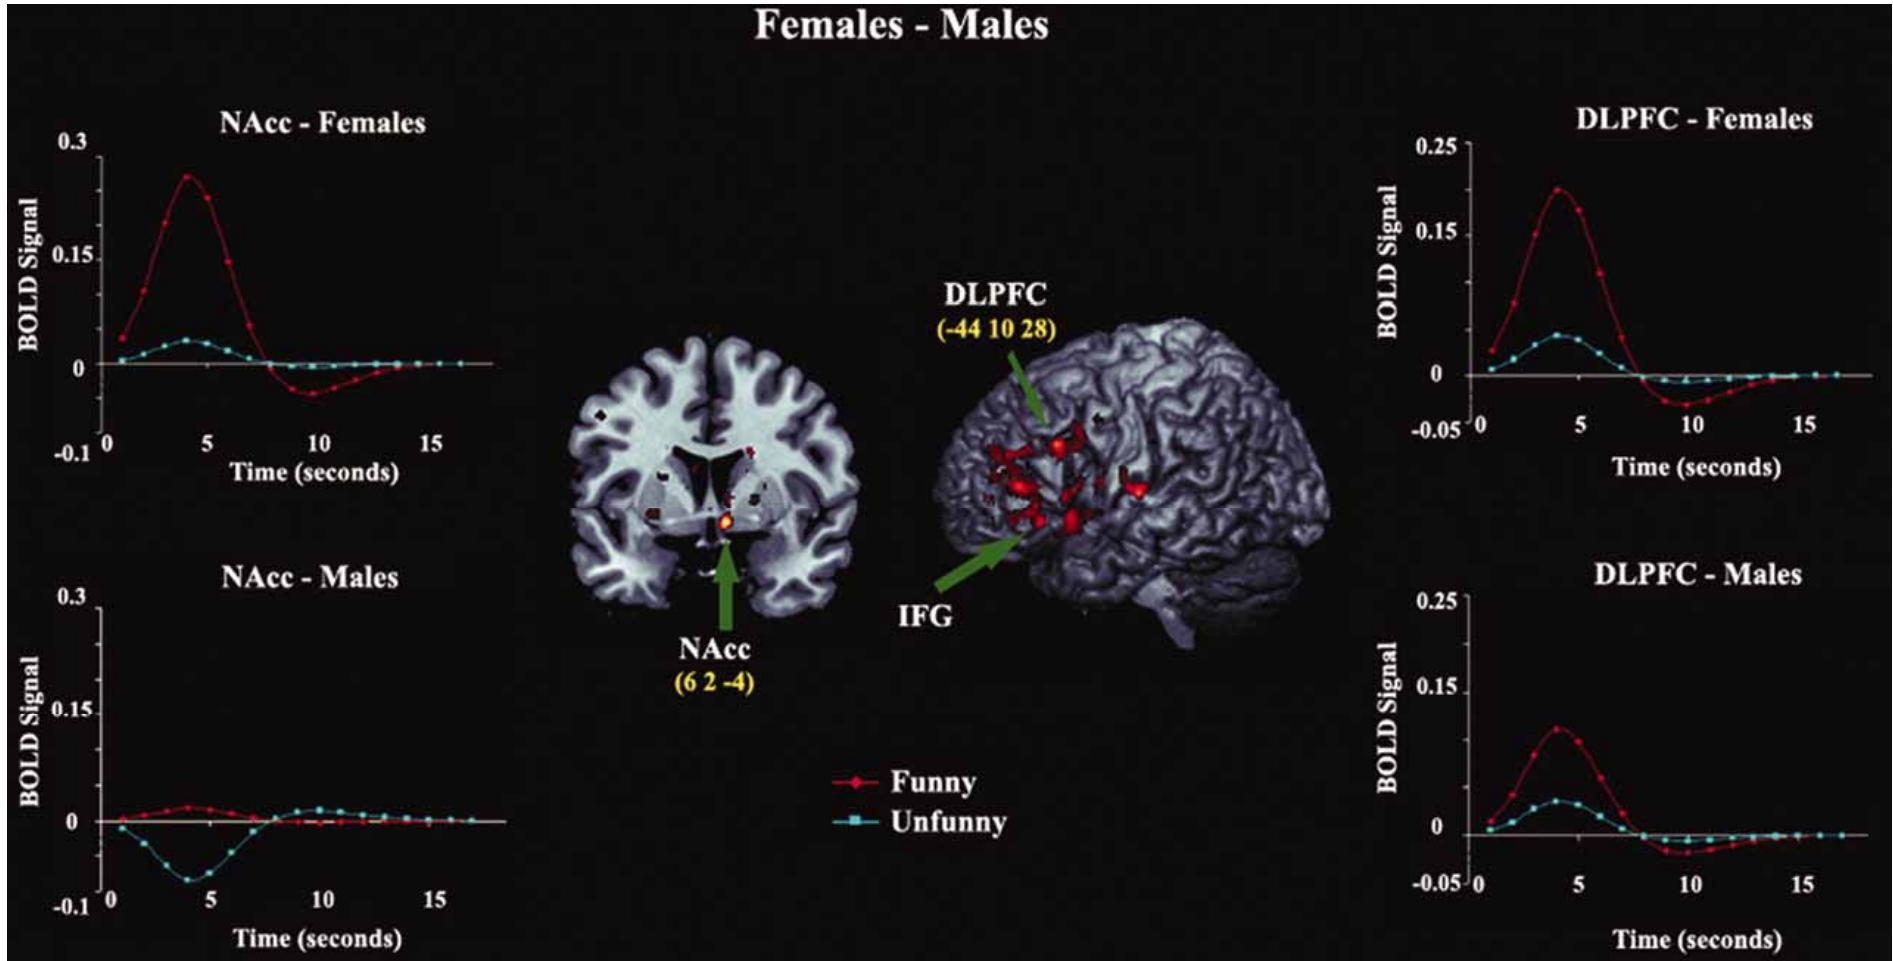 Females - Males
NAcc - Females
0.3
0.15
0
-0.1
BOLD Signal
0
5
10
15
Time (seconds)
NAcc - Males
0.3
0.15
0
-0.1
BOLD Signal
0
5
10
15
Time (seconds)
DLPFC
(-44 10 28)
IFG
NAcc
(6 2 -4)
Funny
Unfunny
DLPFC - Females
0.25
0.15
0
-0.05
BOLD Signal
0
5
10
15
Time (seconds)
DLPFC - Males
0.25
0.15
0
-0.05
BOLD Signal
0
5
10
15
Time (seconds)